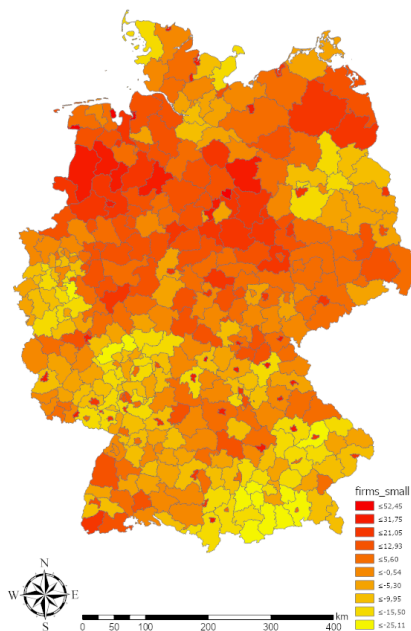 firms_small
≤52,45
≤31,75
≤21,05
≤12,93
≤5,60
≤-0,54
≤-5,30
≤-9,95
≤-15,50
≤-25,11
N
W E
S
km
0 50 100 200 300 400